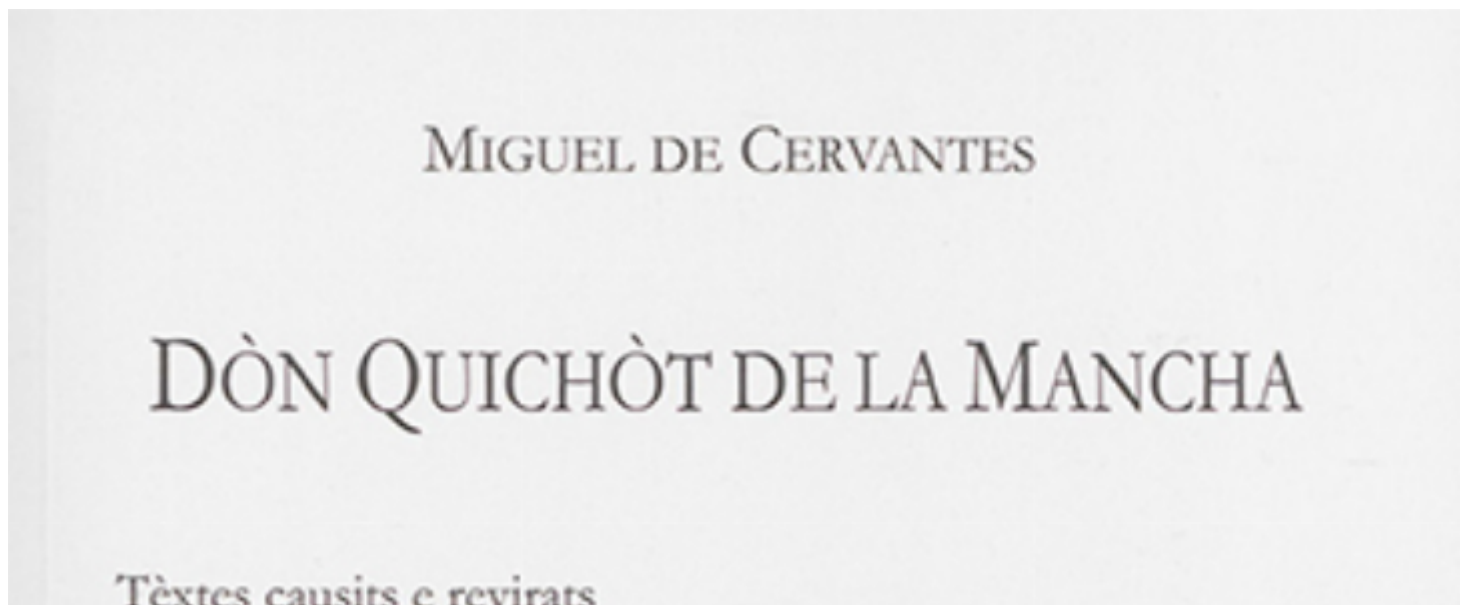 Miguel de Cervantes
Dòn Quichòt de la Mancha
Tèxtes causits e revirats